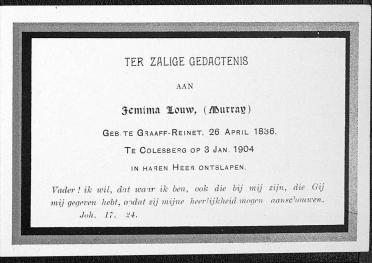 TER ZALIGE GEDACTENIS
AAN
Jemima Louw, (Murray)
GEB. TE GRAAFF-REINET, 26 APRIL 1836.
TE COLESBERG OP 3 JAN. 1904
IN HAREN HEER ONTSLAPEN.
Vader! ik wil, dat waar ik ben, ook die bij mij zijn, die Gij
mij gegeven hebt, opdat zij mijne heerlijkheid mogen aanschouwen.
Joh. 17. 24.